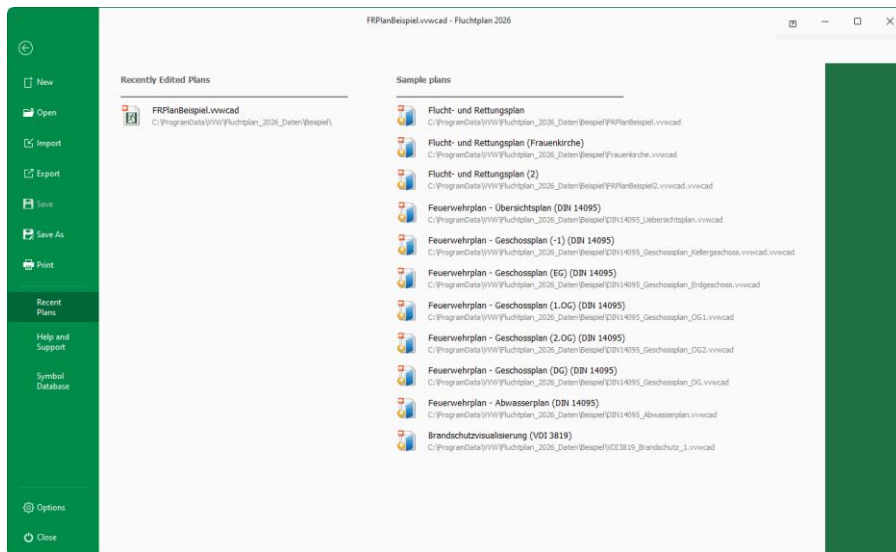 FRPlanBeispiel.vvwcad - Fluchtplan 2026
New
Open
Import
Export
Save
Save As
Print
Recent
Plans
Help and
Support
Symbol
Database
Options
Close
Recently Edited Plans
FRPlanBeispiel.vvwcad
C:\ProgramData\VVW\Fluchtplan_2026_Daten\Beispiel\
Sample plans
Flucht- und Rettungsplan
C:\ProgramData\VVW\Fluchtplan_2026_Daten\Beispiel\FRPlanBeispiel.vvwcad
Flucht- und Rettungsplan (Frauenkirche)
C:\ProgramData\VVW\Fluchtplan_2026_Daten\Beispiel\Frauenkirche.vvwcad
Flucht- und Rettungsplan (2)
C:\ProgramData\VVW\Fluchtplan_2026_Daten\Beispiel\FRPlanBeispiel2.vvwcad.vvwcad
Feuerwehrplan - Übersichtsplan (DIN 14095)
C:\ProgramData\VVW\Fluchtplan_2026_Daten\Beispiel\DIN14095_Uebersichtsplan.vvwcad
Feuerwehrplan - Geschossplan (-1) (DIN 14095)
C:\ProgramData\VVW\Fluchtplan_2026_Daten\Beispiel\DIN14095_Geschossplan_Kellergeschoss.vvwcad.vvwcad
Feuerwehrplan - Geschossplan (EG) (DIN 14095)
C:\ProgramData\VVW\Fluchtplan_2026_Daten\Beispiel\DIN14095_Geschossplan_Erdgeschoss.vvwcad
Feuerwehrplan - Geschossplan (1.OG) (DIN 14095)
C:\ProgramData\VVW\Fluchtplan_2026_Daten\Beispiel\DIN14095_Geschossplan_OG1.vvwcad
Feuerwehrplan - Geschossplan (2.OG) (DIN 14095)
C:\ProgramData\VVW\Fluchtplan_2026_Daten\Beispiel\DIN14095_Geschossplan_OG2.vvwcad
Feuerwehrplan - Geschossplan (DG) (DIN 14095)
C:\ProgramData\VVW\Fluchtplan_2026_Daten\Beispiel\DIN14095_Geschossplan_DG.vvwcad
Feuerwehrplan - Abwasserplan (DIN 14095)
C:\ProgramData\VVW\Fluchtplan_2026_Daten\Beispiel\DIN14095_Abwasserplan.vvwcad
Brandschutzvisualisierung (VDI 3819)
C:\ProgramData\VVW\Fluchtplan_2026_Daten\Beispiel\VDI3819_Brandschutz_1.vvwcad